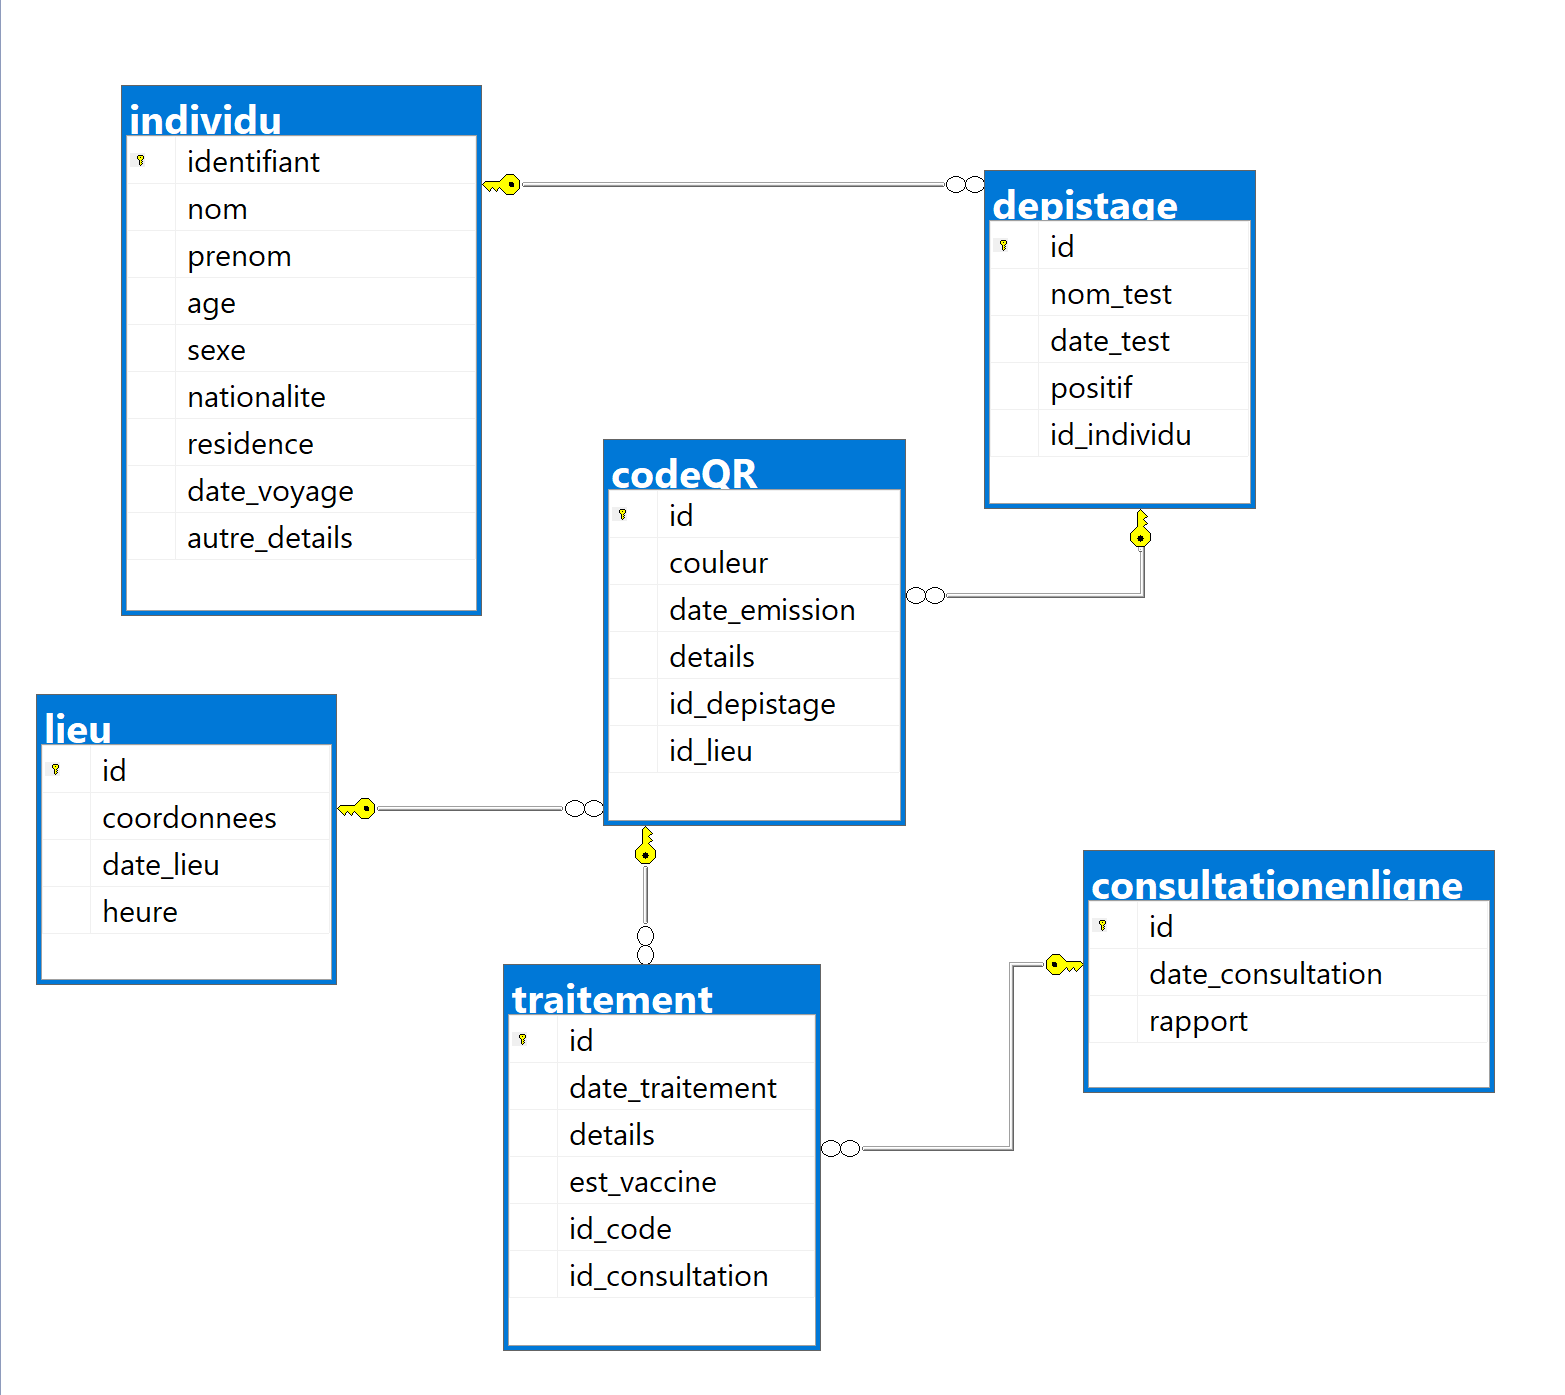 individu
identifiant
nom
prenom
age
sexe
nationalite
residence
date_voyage
autre_details
depistage
id
nom_test
date_test
positif
id_individu
codeQR
id
couleur
date_emission
details
id_depistage
id_lieu
lieu
id
coordonnees
date_lieu
heure
consultationenligne
id
date_consultation
rapport
traitement
id
date_traitement
details
est_vaccine
id_code
id_consultation